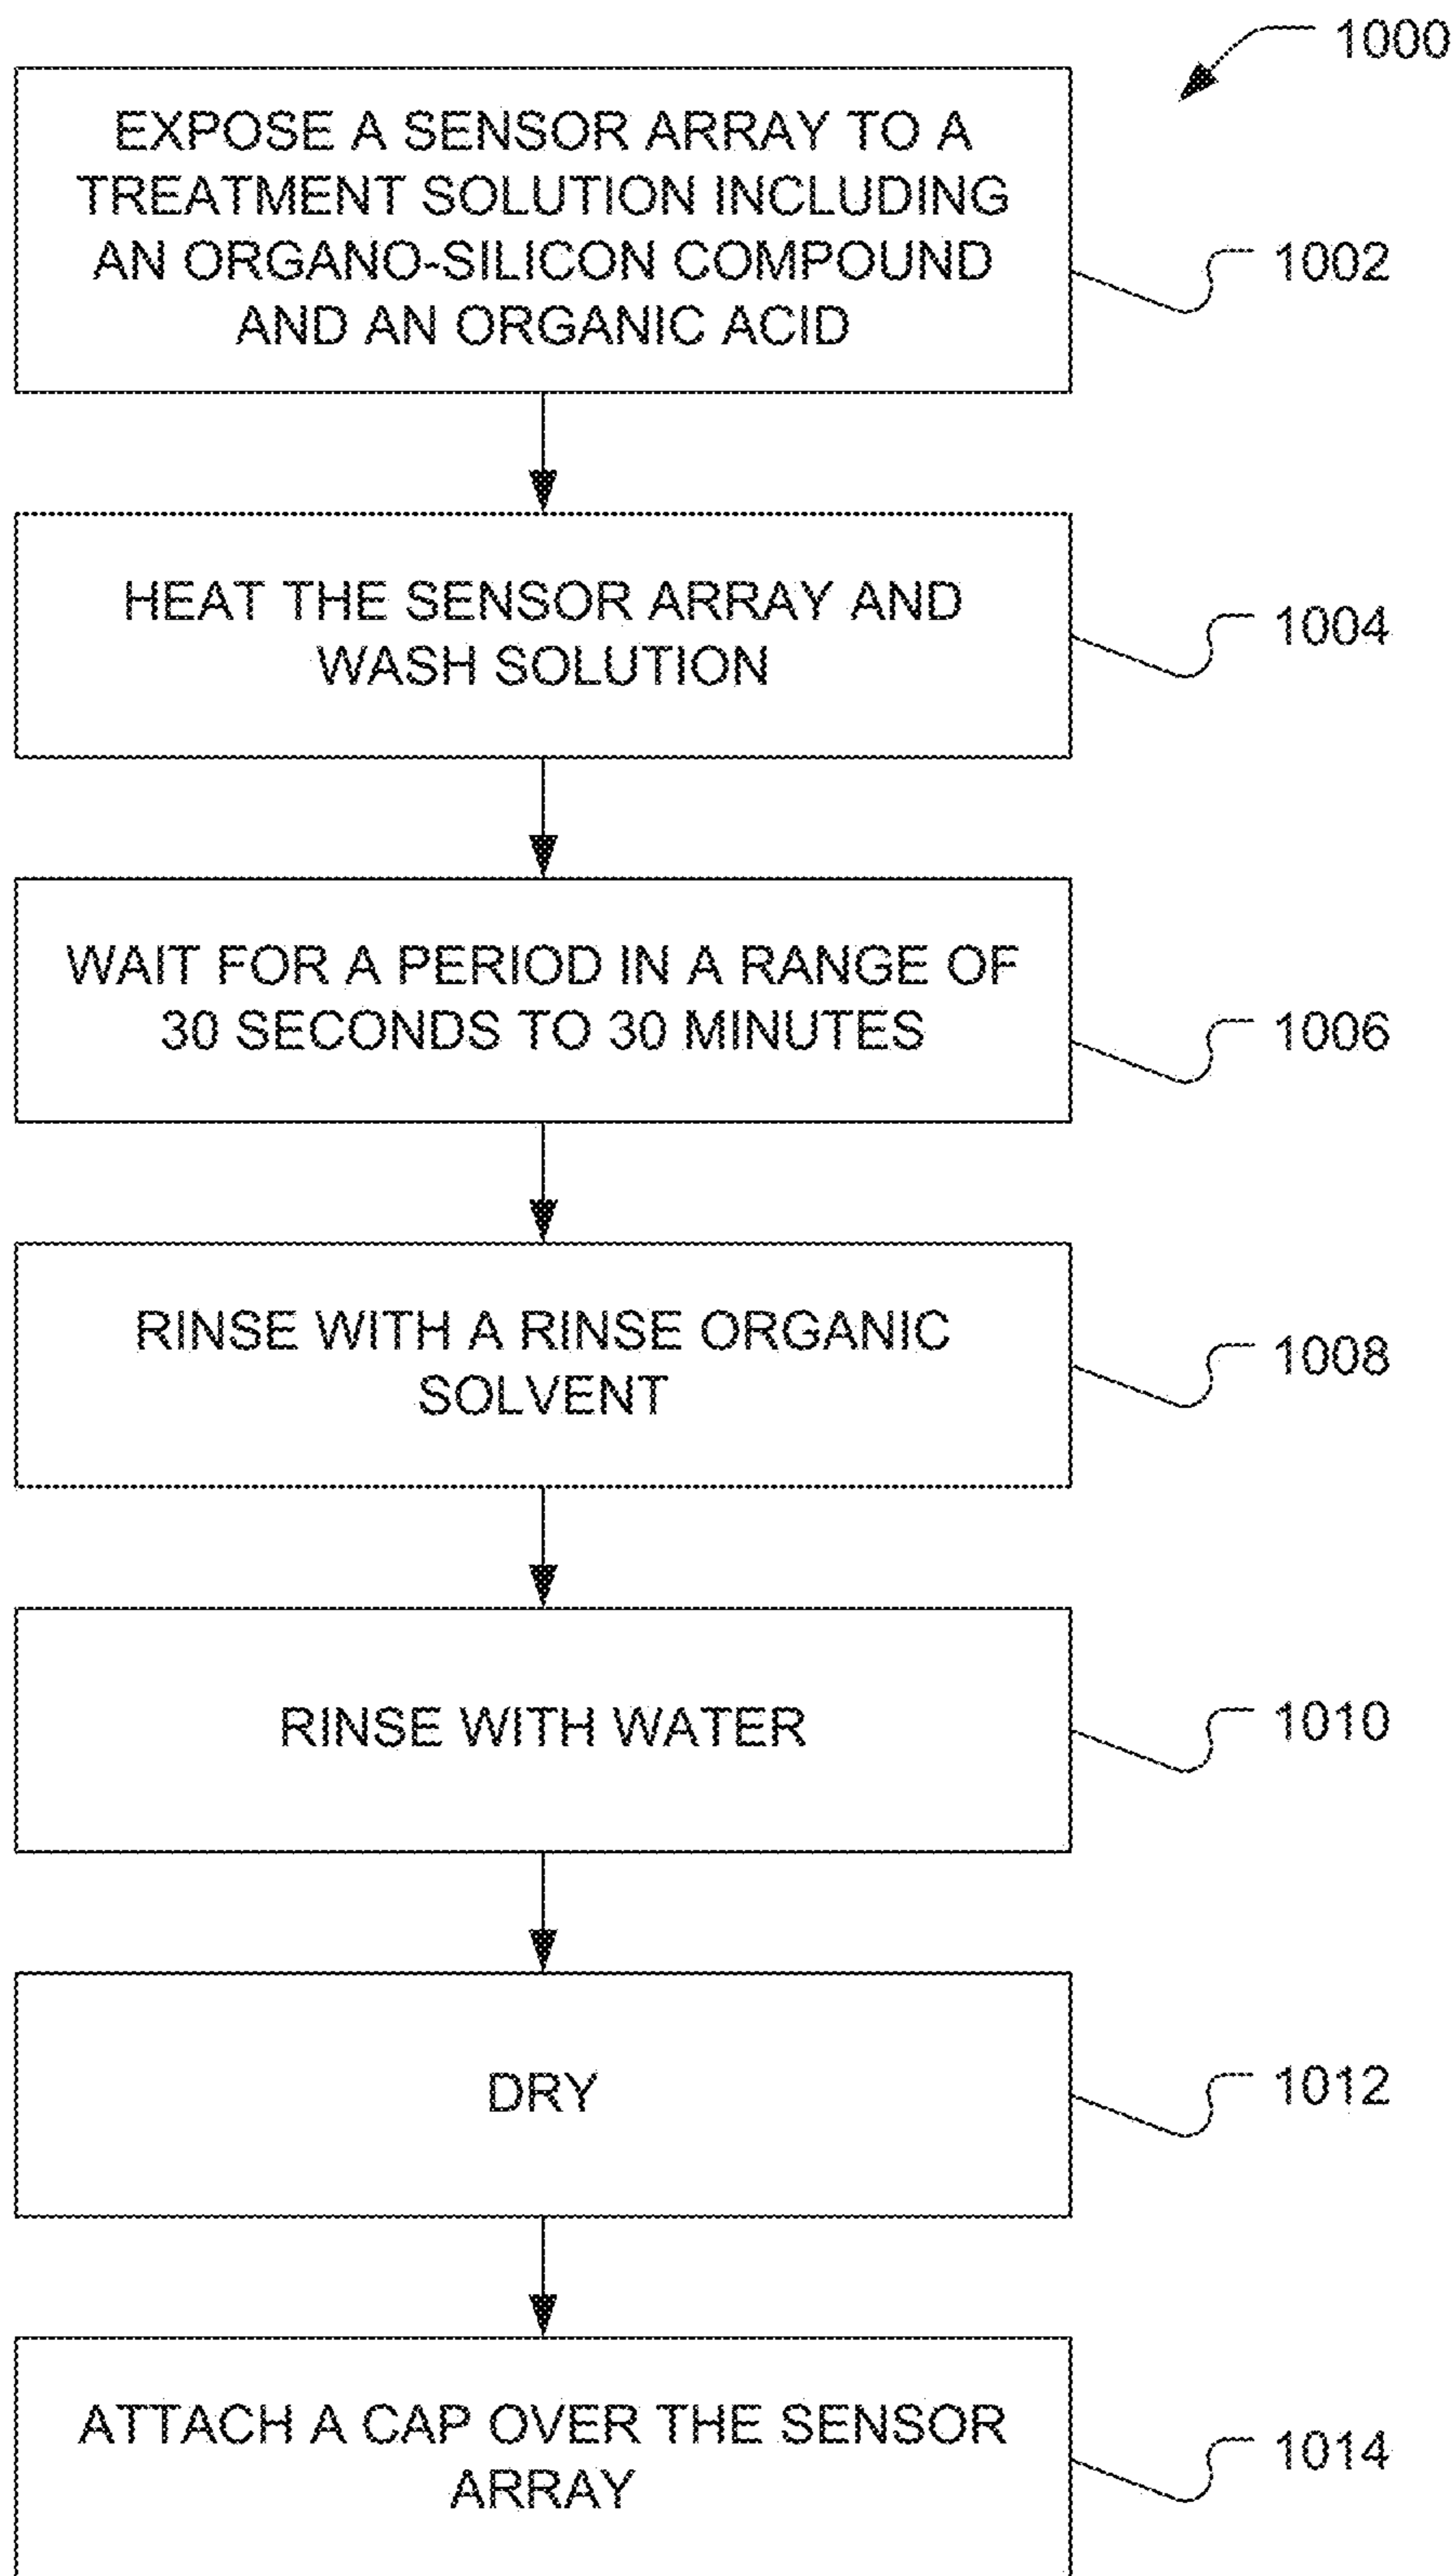 1000
EXPOSE A SENSOR ARRAY TO A
TREATMENT SOLUTION INCLUDING
AN ORGANO-SILICON COMPOUND
AND AN ORGANIC ACID
1002
HEAT THE SENSOR ARRAY AND
WASH SOLUTION
1004
WAIT FOR A PERIOD IN A RANGE OF
30 SECONDS TO 30 MINUTES
1006
RINSE WITH A RINSE ORGANIC
SOLVENT
1008
RINSE WITH WATER
1010
DRY
1012
ATTACH A CAP OVER THE SENSOR
ARRAY
1014